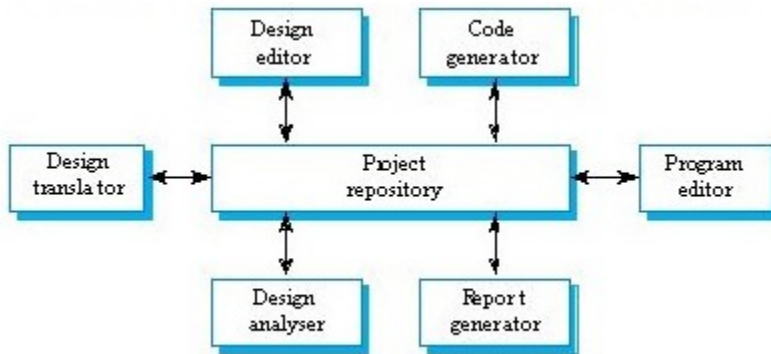 Design
editor
Code
generator
Design
translator
Project
repository
Program
editor
Design
analyser
Report
generator